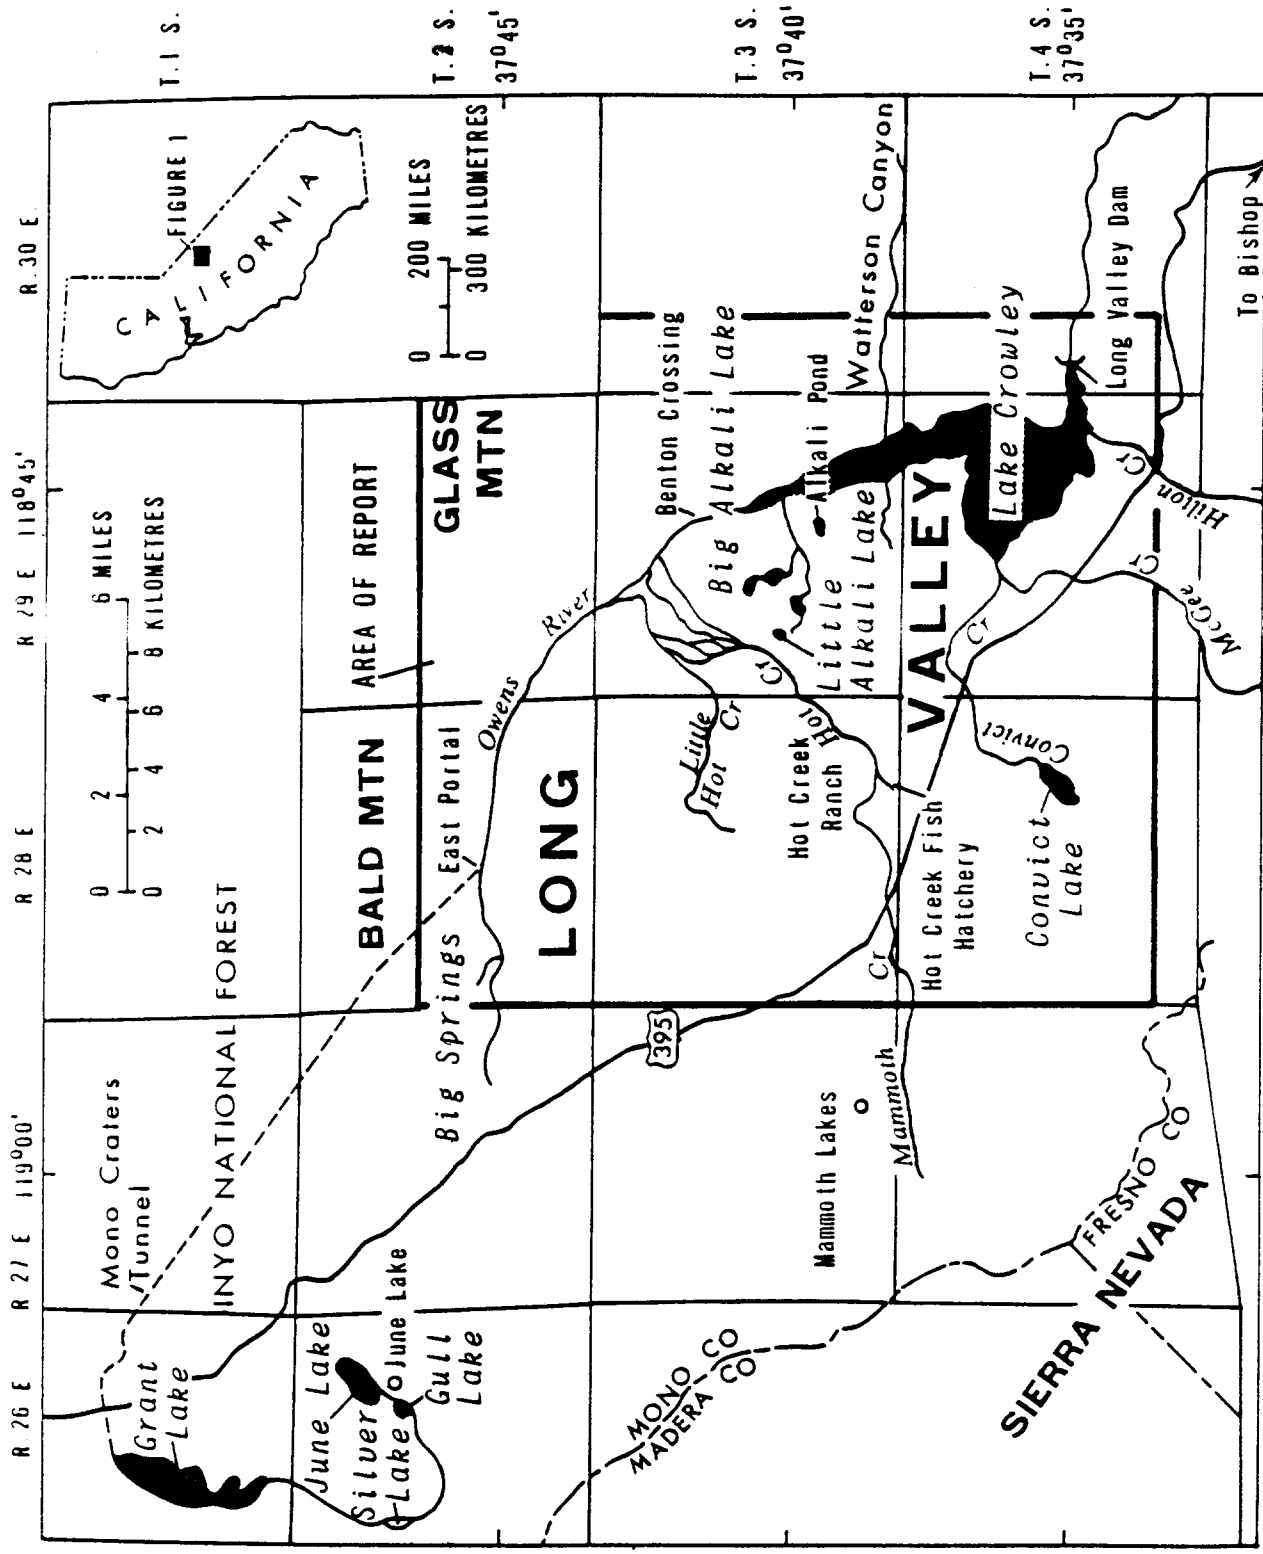 R 26 E
R 27 E
119°00'
R 28 E
R 29 E
118°45'
R.30 E.
T.1 S.
T.2 S.
37°45'
T.3 S.
37°40'
T.4 S.
37°35'
Mono Craters
Tunnel
INYO NATIONAL FOREST
Grant
Lake
June Lake
Silver
Lake
June Lake
Gull
Lake
0 2 4 6 MILES
0 2 4 6 8 KILOMETRES
FIGURE 1
CALIFORNIA
0 200 MILES
0 300 KILOMETRES
BALD MTN
AREA OF REPORT
GLASS
MTN
Big Springs
East Portal
Owens
River
LONG
VALLEY
395
Little
Hot
Cr
Benton Crossing
Big
Alkali Lake
Alkali Pond
Little
Alkali Lake
Watterson Canyon
Hot
Cr
Hot Creek
Ranch
Mammoth Lakes
Mammoth
Cr
Hot Creek Fish
Hatchery
Convict
Lake
Convict
Cr
Lake Crowley
Long Valley Dam
McGee
Cr
Hilton
Cr
To Bishop
MONO CO
MADERA CO
FRESNO CO
SIERRA NEVADA